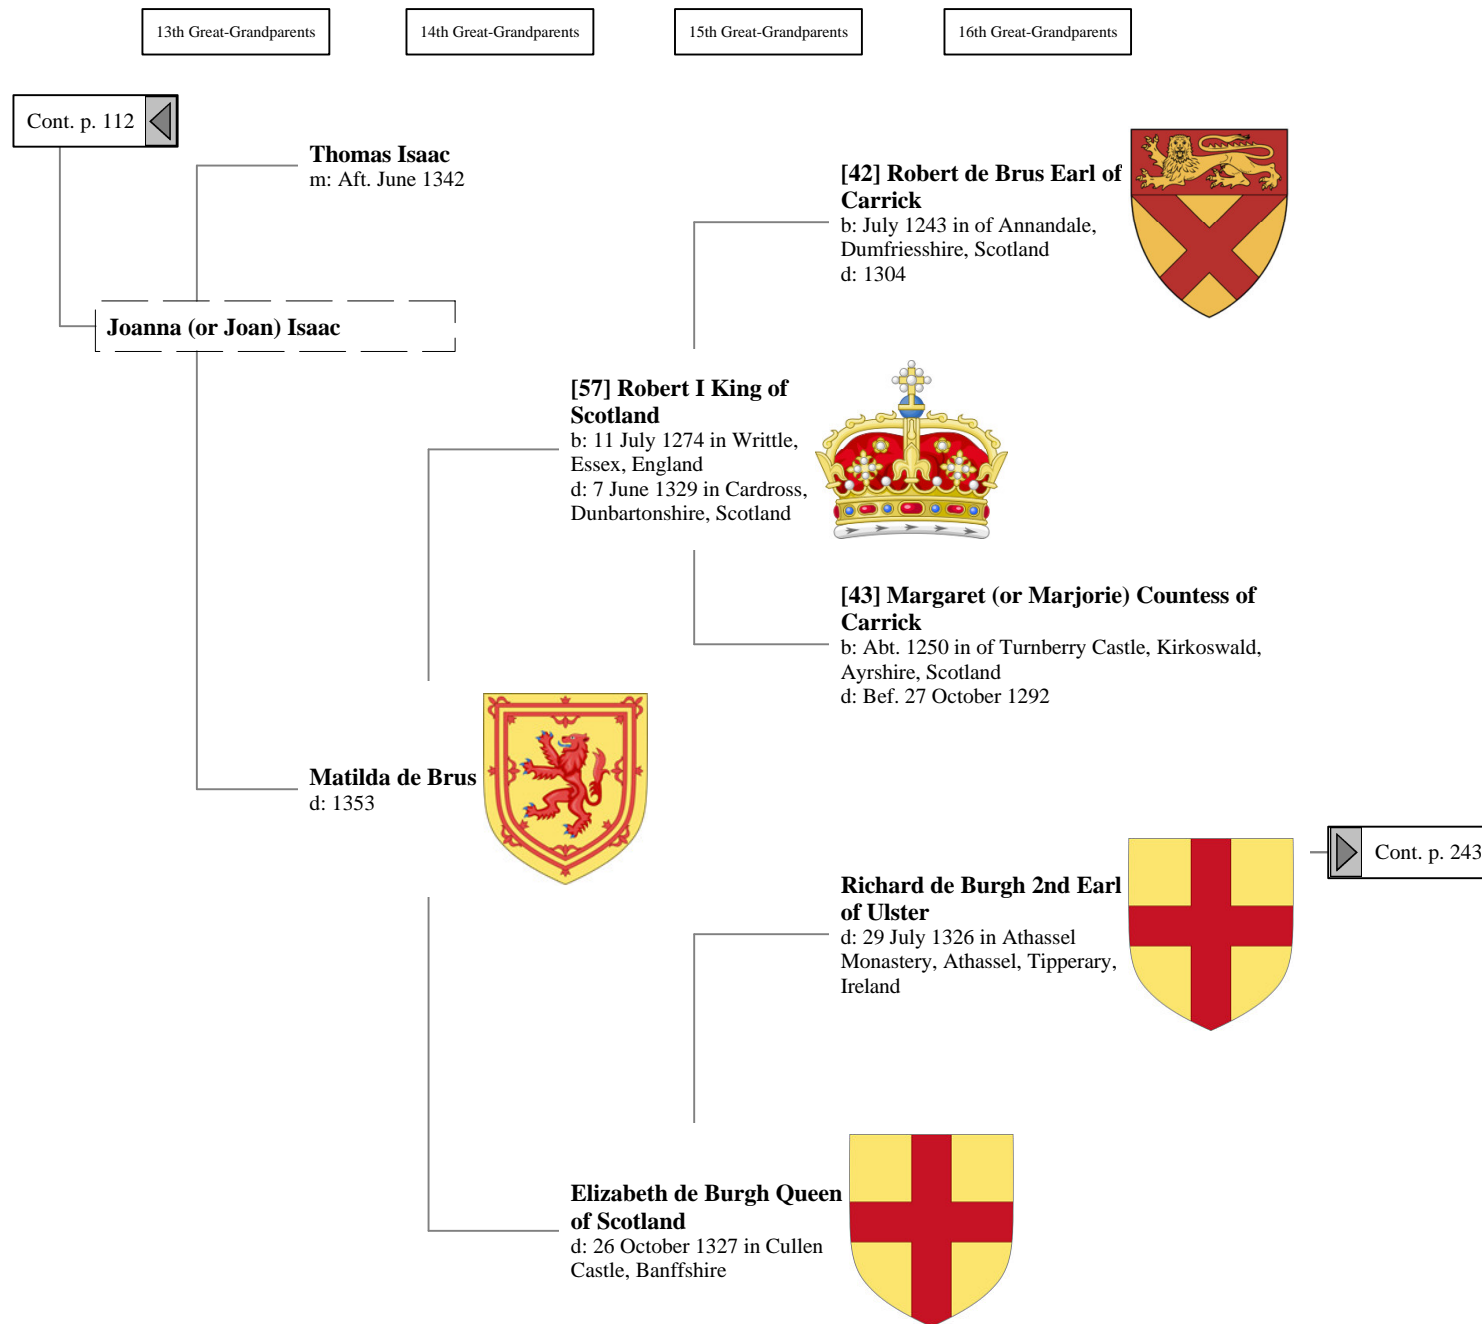 13th Great-Grandparents
14th Great-Grandparents
15th Great-Grandparents
16th Great-Grandparents
Cont. p. 112
Thomas Isaac
m: Aft. June 1342
[42] Robert de Brus Earl of
Carrick
b: July 1243 in of Annandale,
Dumfriesshire, Scotland
d: 1304
Joanna (or Joan) Isaac
[57] Robert I King of
Scotland
b: 11 July 1274 in Writtle,
Essex, England
d: 7 June 1329 in Cardross,
Dunbartonshire, Scotland
[43] Margaret (or Marjorie) Countess of
Carrick
b: Abt. 1250 in of Turnberry Castle, Kirkoswald,
Ayrshire, Scotland
d: Bef. 27 October 1292
Matilda de Brus
d: 1353
Cont. p. 243
Richard de Burgh 2nd Earl
of Ulster
d: 29 July 1326 in Athassel
Monastery, Athassel, Tipperary,
Ireland
Elizabeth de Burgh Queen
of Scotland
d: 26 October 1327 in Cullen
Castle, Banffshire